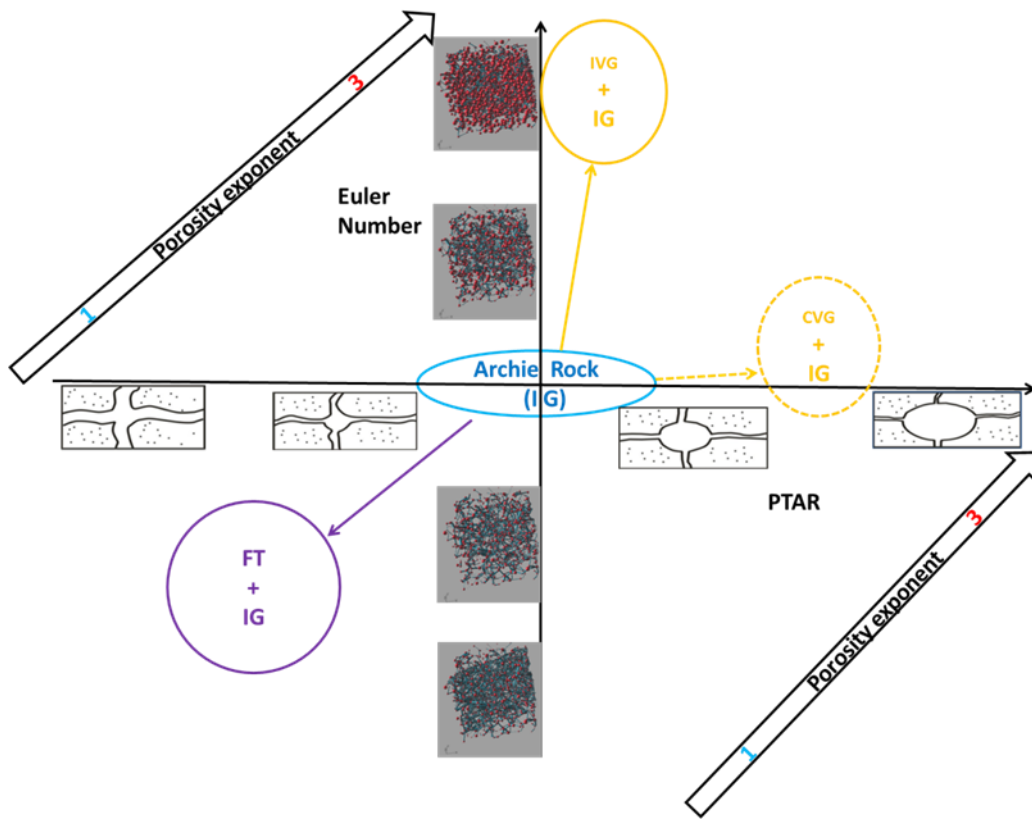 3
Porosity exponent
1
IVG
+
IG
Euler
Number
CVG
+
IG
Archie Rock
(IG)
PTAR
FT
+
IG
3
Porosity exponent
1